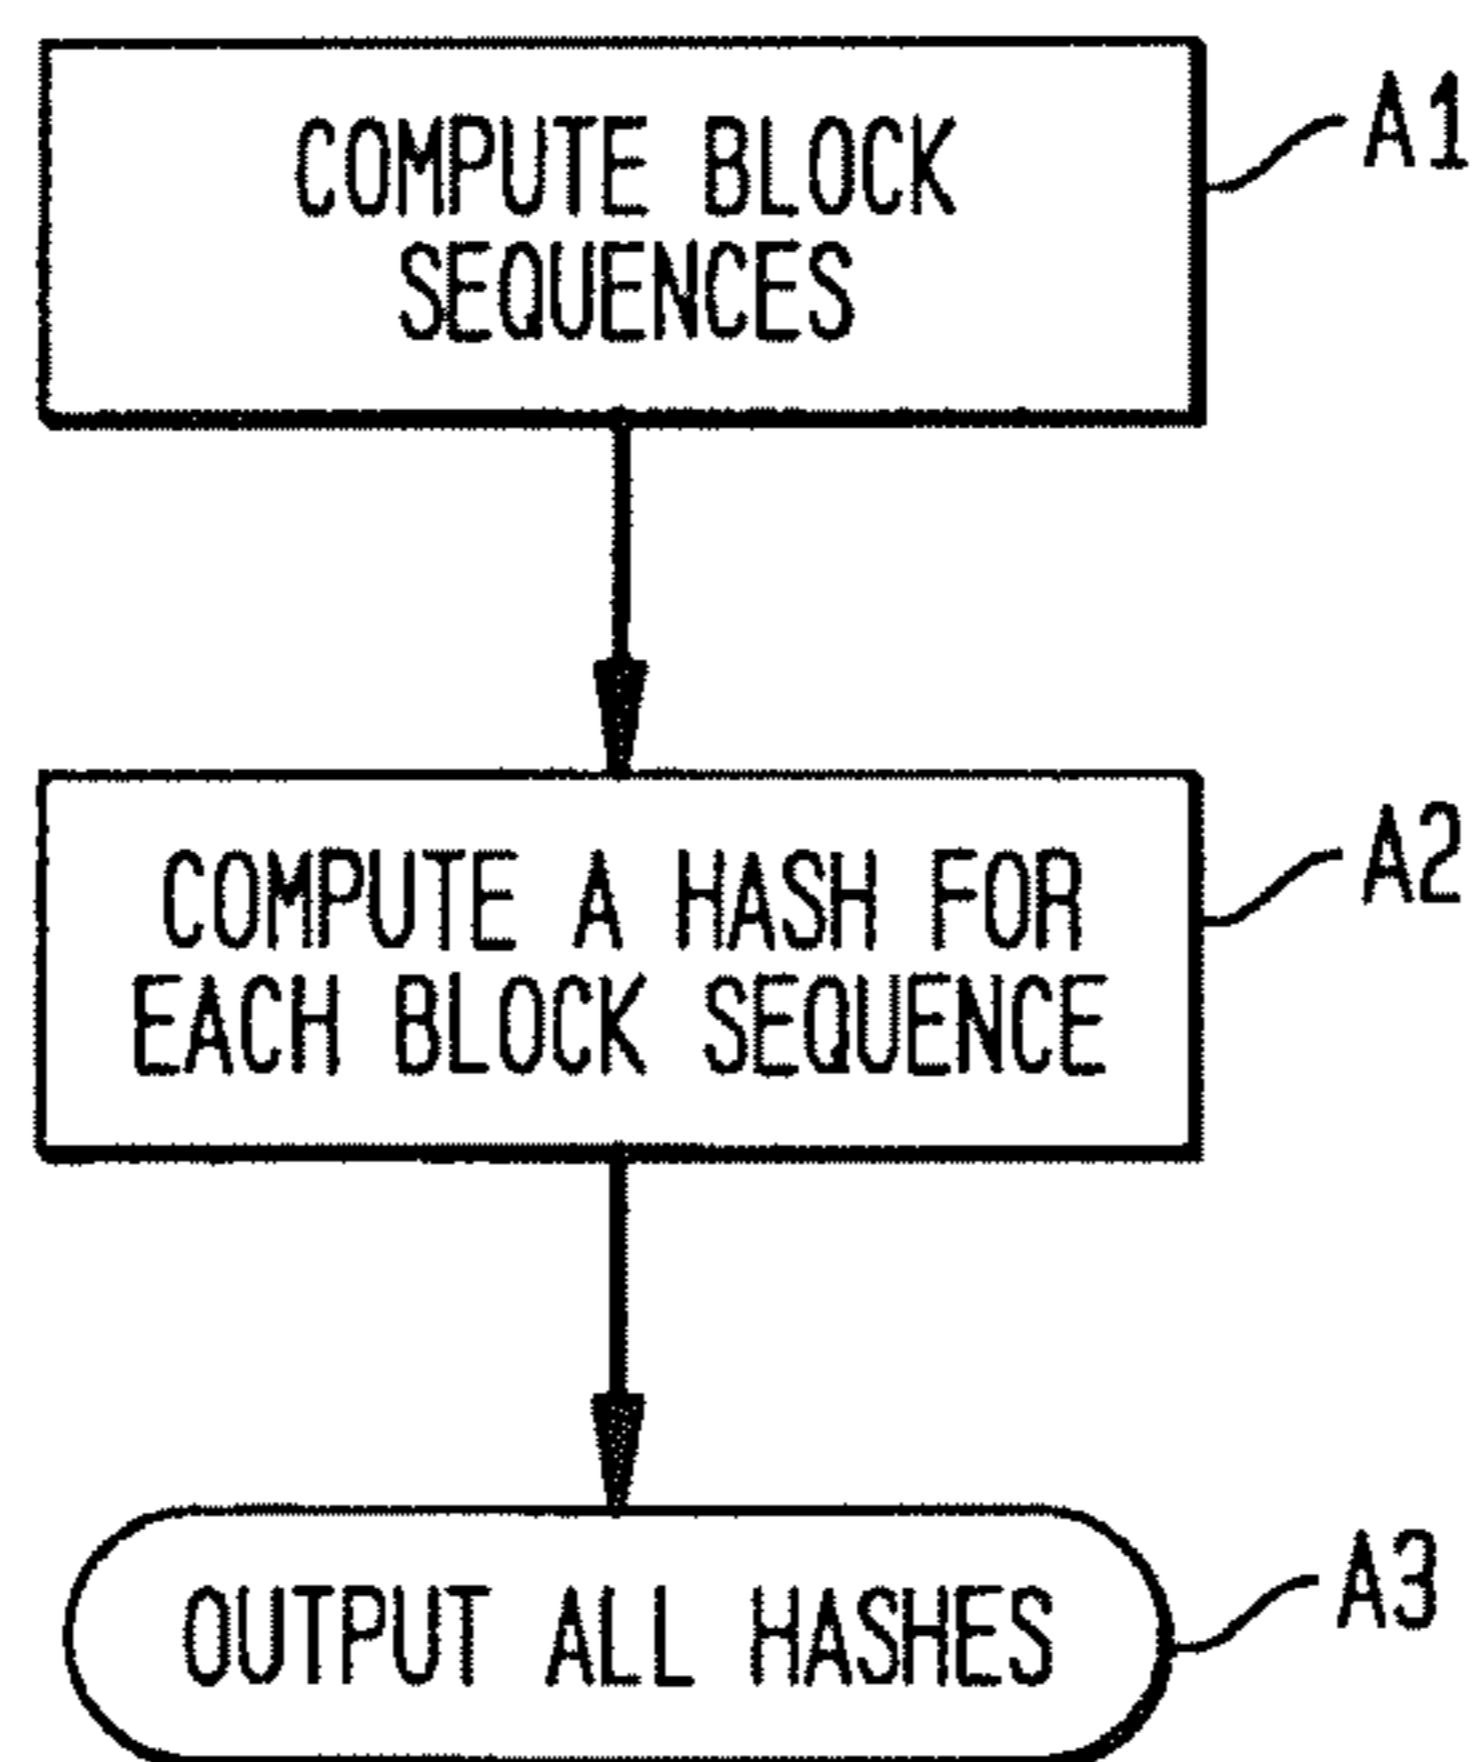 COMPUTE BLOCK
SEQUENCES
A1
COMPUTE A HASH FOR
EACH BLOCK SEQUENCE
A2
OUTPUT ALL HASHES
A3